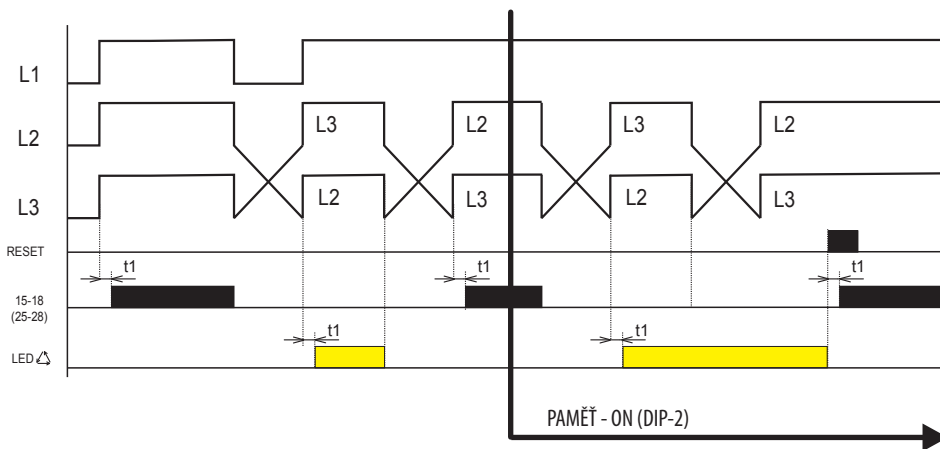 L1
L2
L3
L2
L3
L3
L2
L3
L2
L3
RESET
t1
t1
t1
15-18
(25-28)
t1
t1
LED
PAMĚŤ - ON (DIP-2)